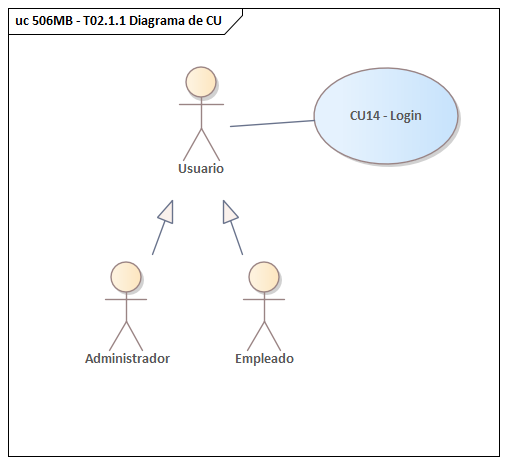 uc 506MB - T02.1.1 Diagrama de CU
CU14 - Login
Usuario
Administrador
Empleado